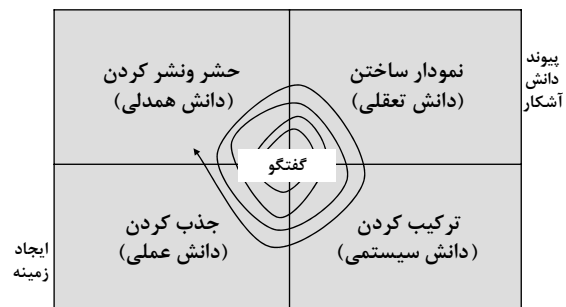 نمودار ساختن
(دانش تعقلی)
حشر ونشر کردن
(دانش همدلی)
پیوند
دانش
آشکار
گفتگو
ترکیب کردن
(دانش سیستمی)
جذب کردن
(دانش عملی)
ایجاد
زمینه